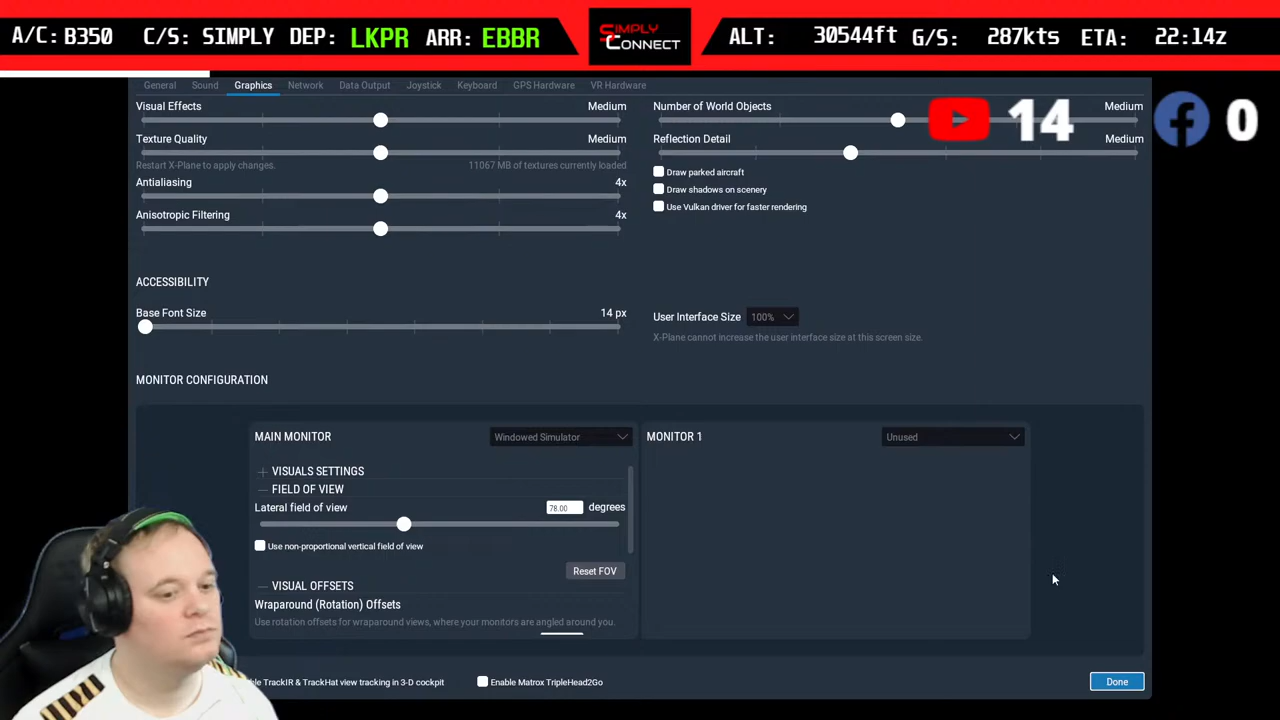 A/C: B350 C/S: SIMPLY DEP: LKPR ARR: EBBR
SIMPLY CONNECT
ALT: 30544ft G/S: 287kts ETA: 22:14z
General Sound Graphics Network Data Output Joystick Keyboard GPS Hardware VR Hardware
14 0
Visual Effects Medium
Texture Quality Medium
Restart X-Plane to apply changes. 11067 MB of textures currently loaded
Antialiasing 4x
Anisotropic Filtering 4x
Number of World Objects Medium
Reflection Detail Medium
Draw parked aircraft
Draw shadows on scenery
Use Vulkan driver for faster rendering
ACCESSIBILITY
Base Font Size 14 px
User Interface Size 100%
X-Plane cannot increase the user interface size at this screen size.
MONITOR CONFIGURATION
MAIN MONITOR Windowed Simulator
VISUALS SETTINGS
FIELD OF VIEW
Lateral field of view 78.00 degrees
Use non-proportional vertical field of view
Reset FOV
VISUAL OFFSETS
Wraparound (Rotation) Offsets
Use rotation offsets for wraparound views, where your monitors are angled around you.
MONITOR 1 Unused
TrackIR & TrackHat view tracking in 3-D cockpit
Enable Matrox TripleHead2Go
Done